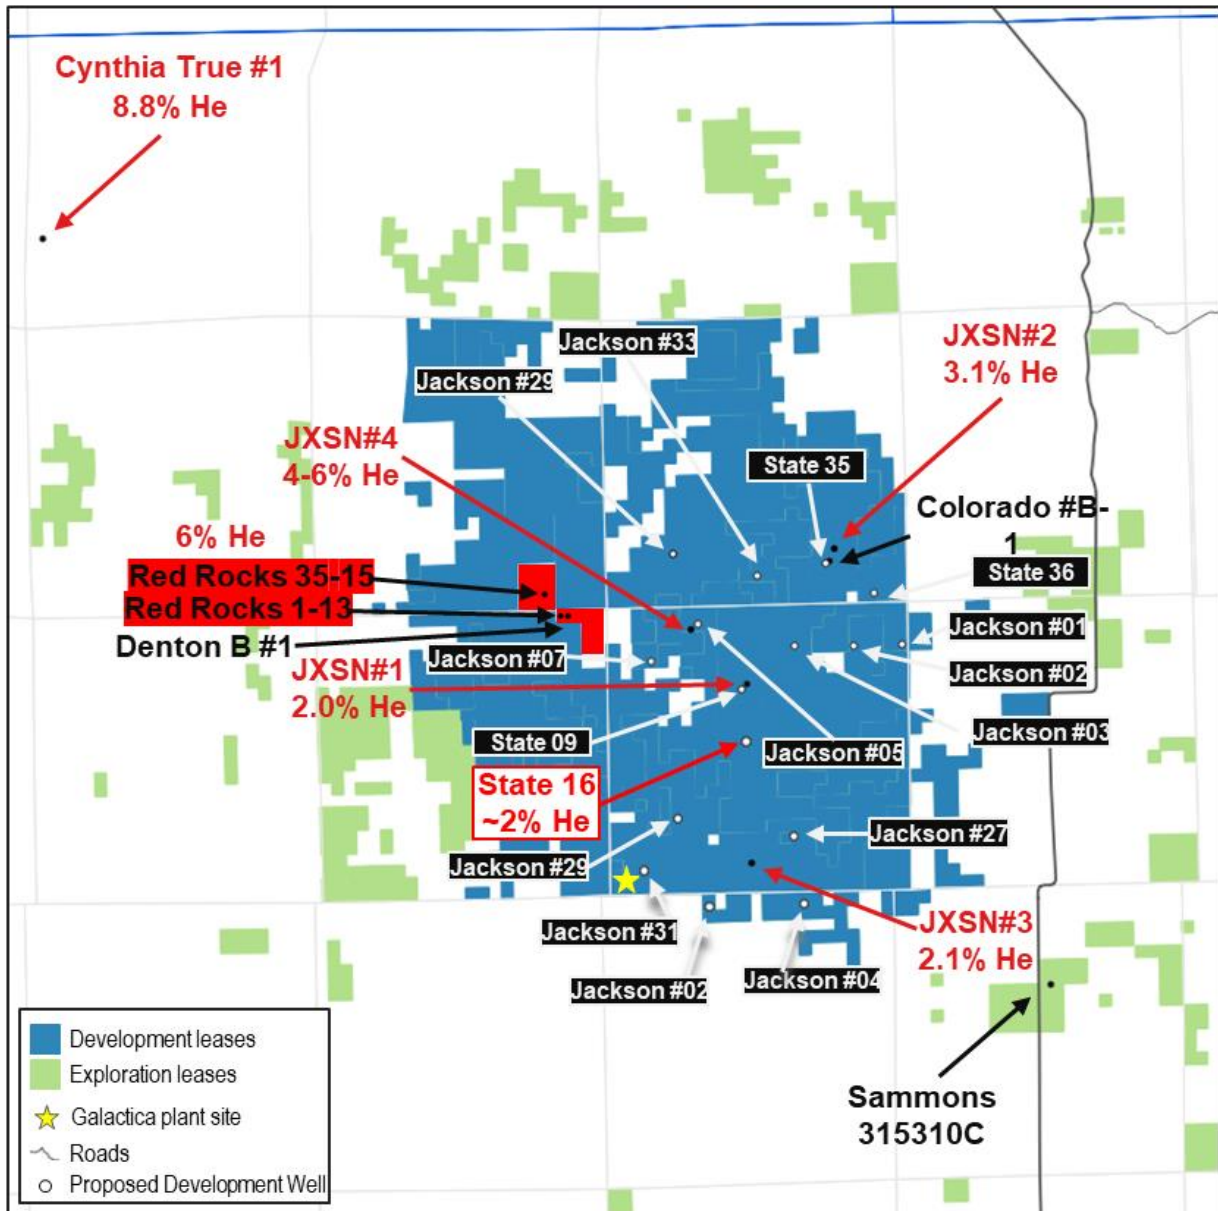 Cynthia True #1
8.8% He
Jackson #33
JXSN#2
3.1% He
Jackson #29
JXSN#4
4-6% He
State 35
Colorado #B-
1
6% He
Red Rocks 35-15
State 36
Red Rocks 1-13
Denton B #1
Jackson #07
Jackson #01
JXSN#1
2.0% He
Jackson #02
State 09
Jackson #05
Jackson #03
State 16
~2% He
Jackson #27
Jackson #29
Jackson #31
JXSN#3
2.1% He
Jackson #02
Jackson #04
Development leases
Exploration leases
Galactica plant site
Roads
Proposed Development Well
Sammons
315310C